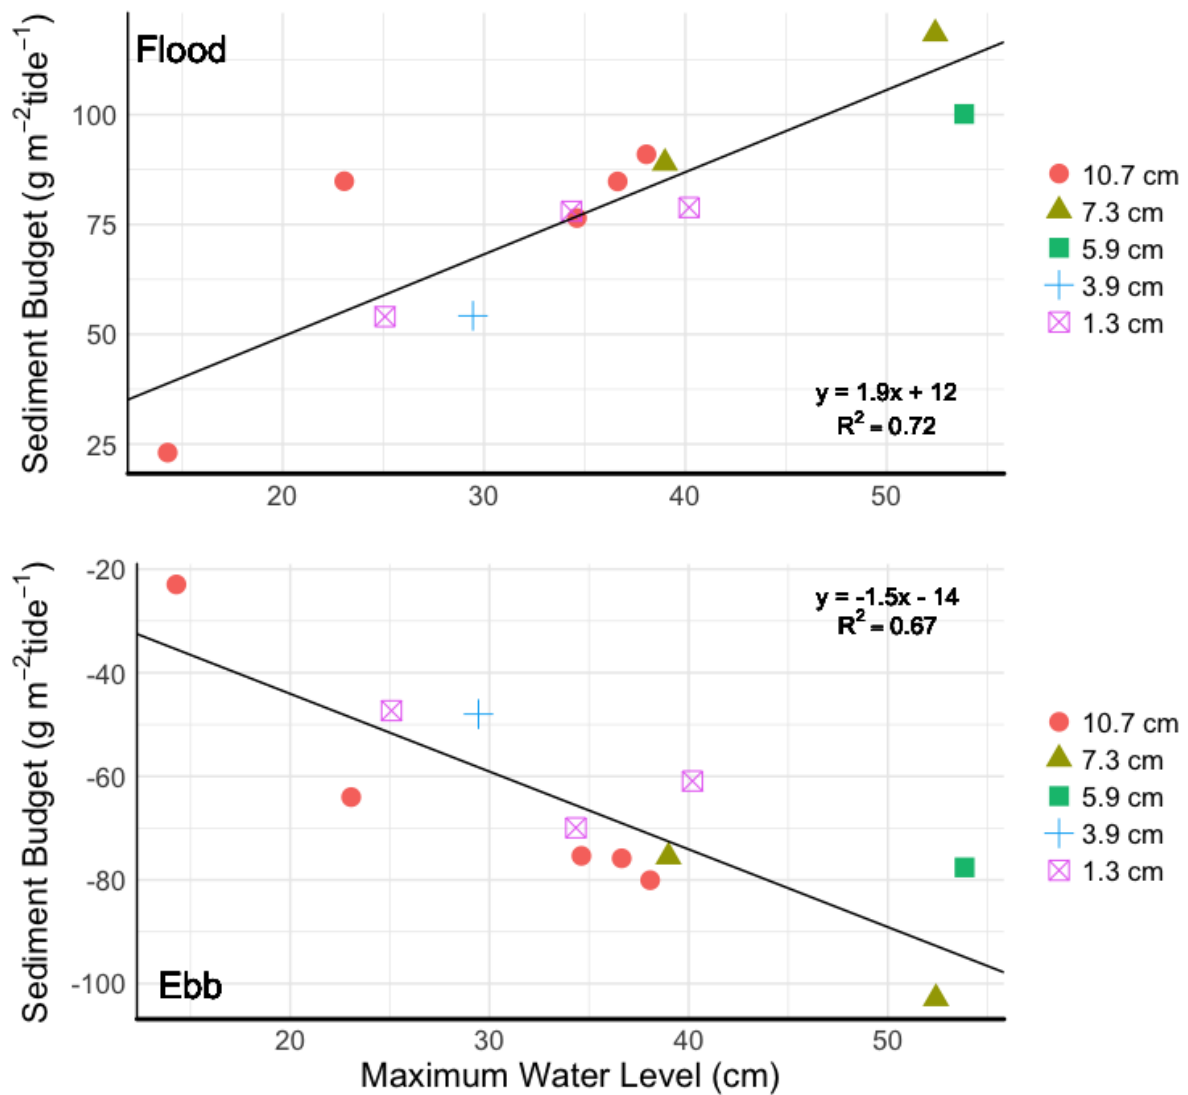 Flood
Sediment Budget (g m⁻²tide⁻¹)
100
75
50
25
20 30 40 50
y = 1.9x + 12
R² = 0.72
10.7 cm
7.3 cm
5.9 cm
3.9 cm
1.3 cm
Sediment Budget (g m⁻²tide⁻¹)
-20
-40
-60
-80
-100
y = -1.5x - 14
R² = 0.67
10.7 cm
7.3 cm
5.9 cm
3.9 cm
1.3 cm
Ebb
20 30 40 50
Maximum Water Level (cm)